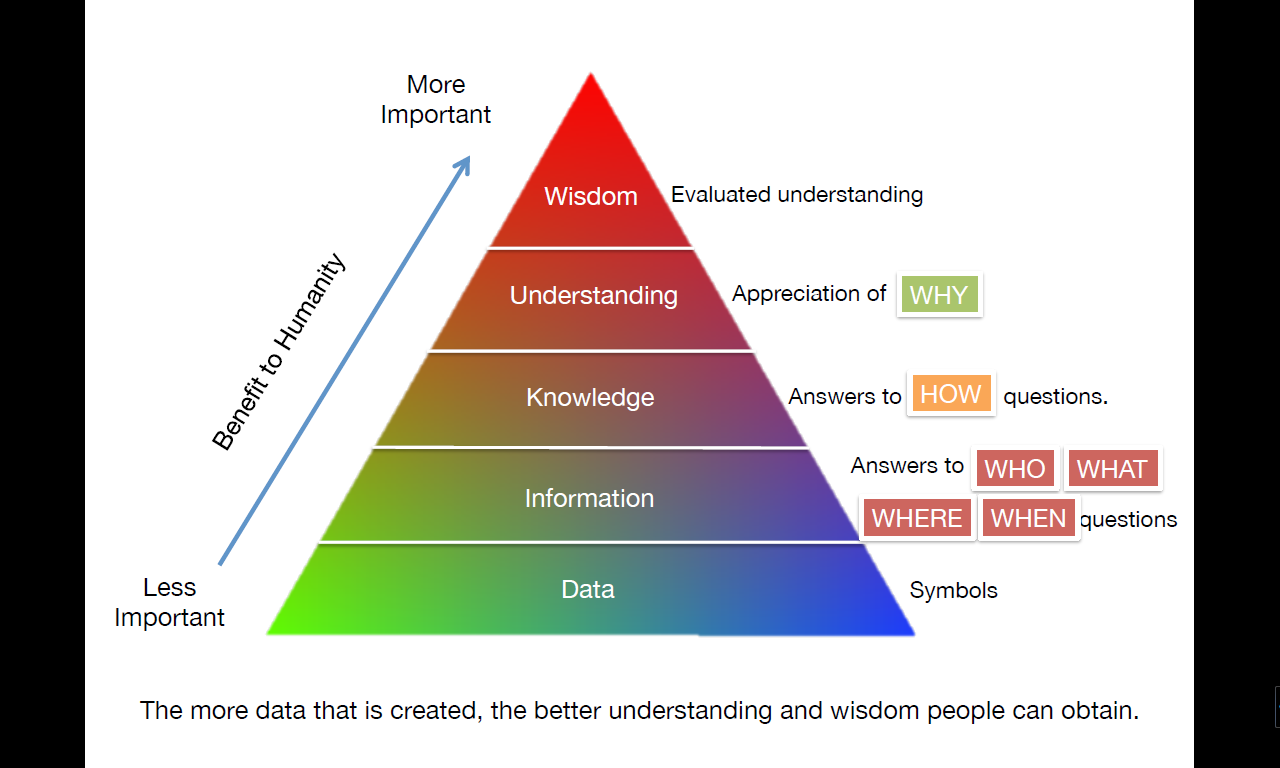 More
Important
Wisdom
Evaluated understanding
Understanding
Appreciation of WHY
Benefit to Humanity
Knowledge
Answers to HOW questions.
Information
Answers to WHO WHAT
WHERE WHEN questions
Less
Important
Data
Symbols
The more data that is created, the better understanding and wisdom people can obtain.